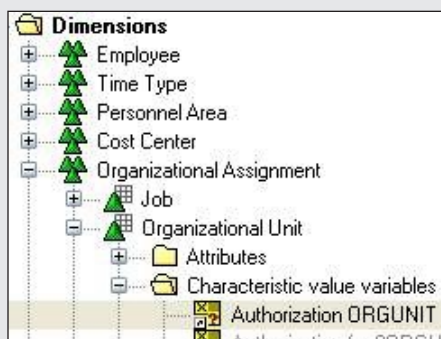 Dimensions
Employee
Time Type
Personnel Area
Cost Center
Organizational Assignment
Job
Organizational Unit
Attributes
Characteristic value variables
Authorization ORGUNIT